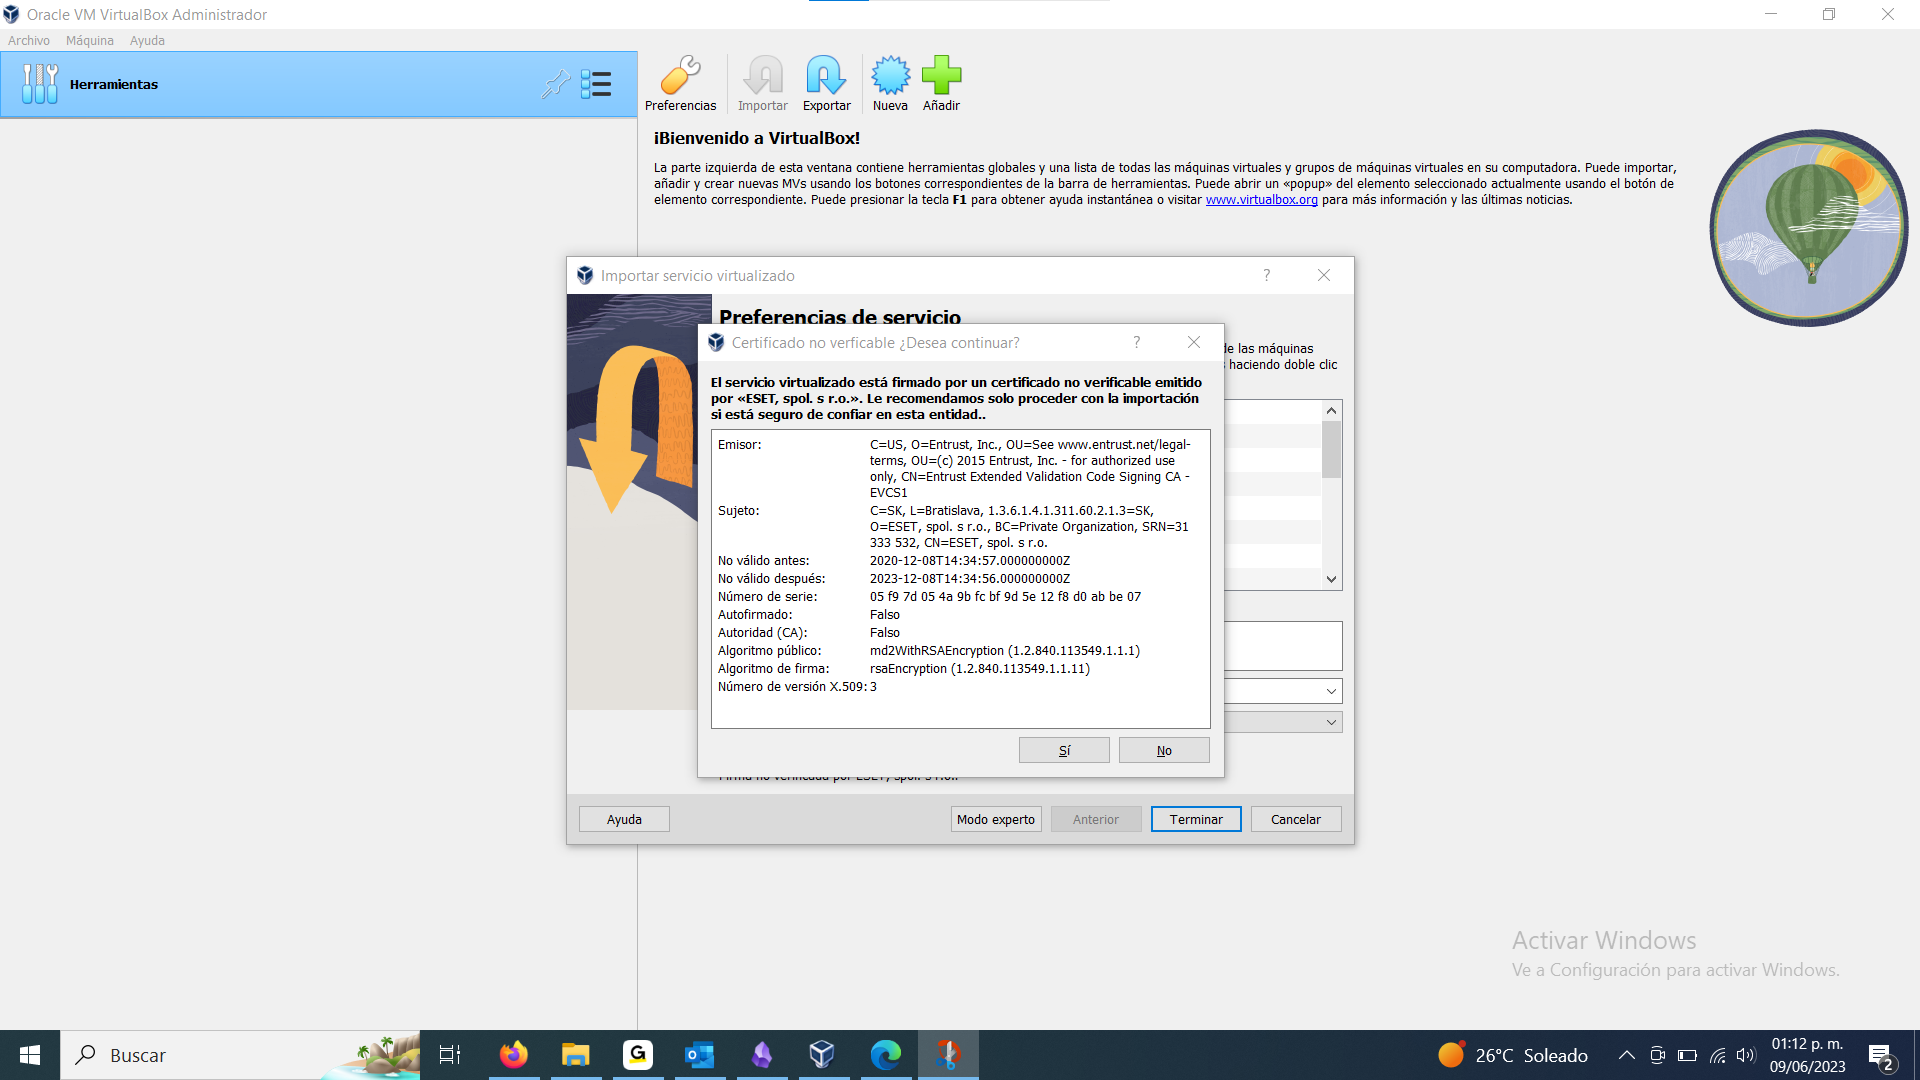 Oracle VM VirtualBox Administrador
Archivo Máquina Ayuda
Herramientas
Preferencias Importar Exportar Nueva Añadir
¡Bienvenido a VirtualBox!
La parte izquierda de esta ventana contiene herramientas globales y una lista de todas las máquinas virtuales y grupos de máquinas virtuales en su computadora. Puede importar,
añadir y crear nuevas MVs usando los botones correspondientes de la barra de herramientas. Puede abrir un «popup» del elemento seleccionado actualmente usando el botón de
elemento correspondiente. Puede presionar la tecla F1 para obtener ayuda instantánea o visitar www.virtualbox.org para más información y las últimas noticias.
Importar servicio virtualizado
?
Preferencias de servicio
de las máquinas
haciendo doble clic
Certificado no verficable ¿Desea continuar?
?
El servicio virtualizado está firmado por un certificado no verificable emitido
por «ESET, spol. s r.o.». Le recomendamos solo proceder con la importación
si está seguro de confiar en esta entidad..
Emisor: C=US, O=Entrust, Inc., OU=See www.entrust.net/legal-
terms, OU=(c) 2015 Entrust, Inc. - for authorized use
only, CN=Entrust Extended Validation Code Signing CA -
EVCS1
Sujeto: C=SK, L=Bratislava, 1.3.6.1.4.1.311.60.2.1.3=SK,
O=ESET, spol. s r.o., BC=Private Organization, SRN=31
333 532, CN=ESET, spol. s r.o.
No válido antes: 2020-12-08T14:34:57.000000000Z
No válido después: 2023-12-08T14:34:56.000000000Z
Número de serie: 05 f9 7d 05 4a 9b fc bf 9d 5e 12 f8 d0 ab be 07
Autofirmado: Falso
Autoridad (CA): Falso
Algoritmo público: md2WithRSAEncryption (1.2.840.113549.1.1.1)
Algoritmo de firma: rsaEncryption (1.2.840.113549.1.1.11)
Número de versión X.509: 3
Sí No
Firma no verificada por ESET, spol. s r.o..
Ayuda Modo experto Anterior Terminar Cancelar
Activar Windows
Ve a Configuración para activar Windows.
Buscar
G
26°C Soleado
01:12 p. m.
09/06/2023
2